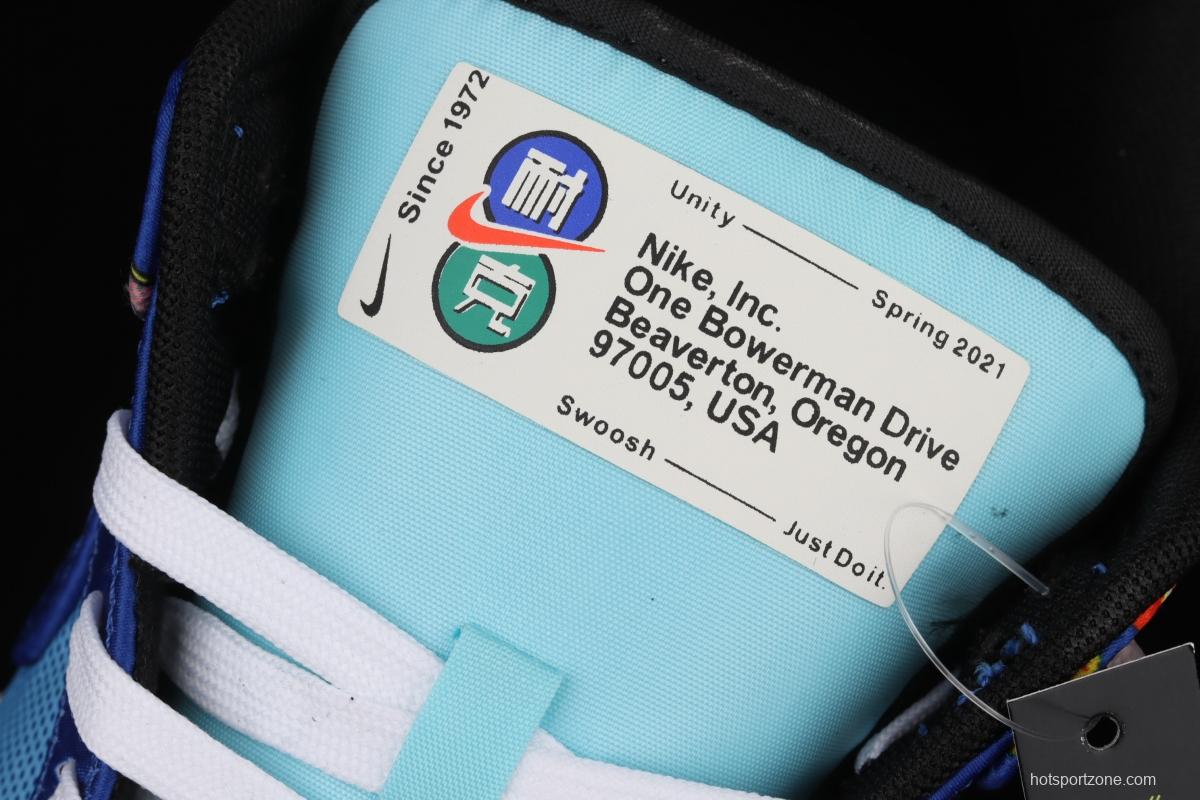 Since 1972
耐
克
Unity
Spring 2021
Nike, Inc.
One Bowerman Drive
Beaverton, Oregon
97005, USA
Swoosh
Just Do it.
hotsportzone.com